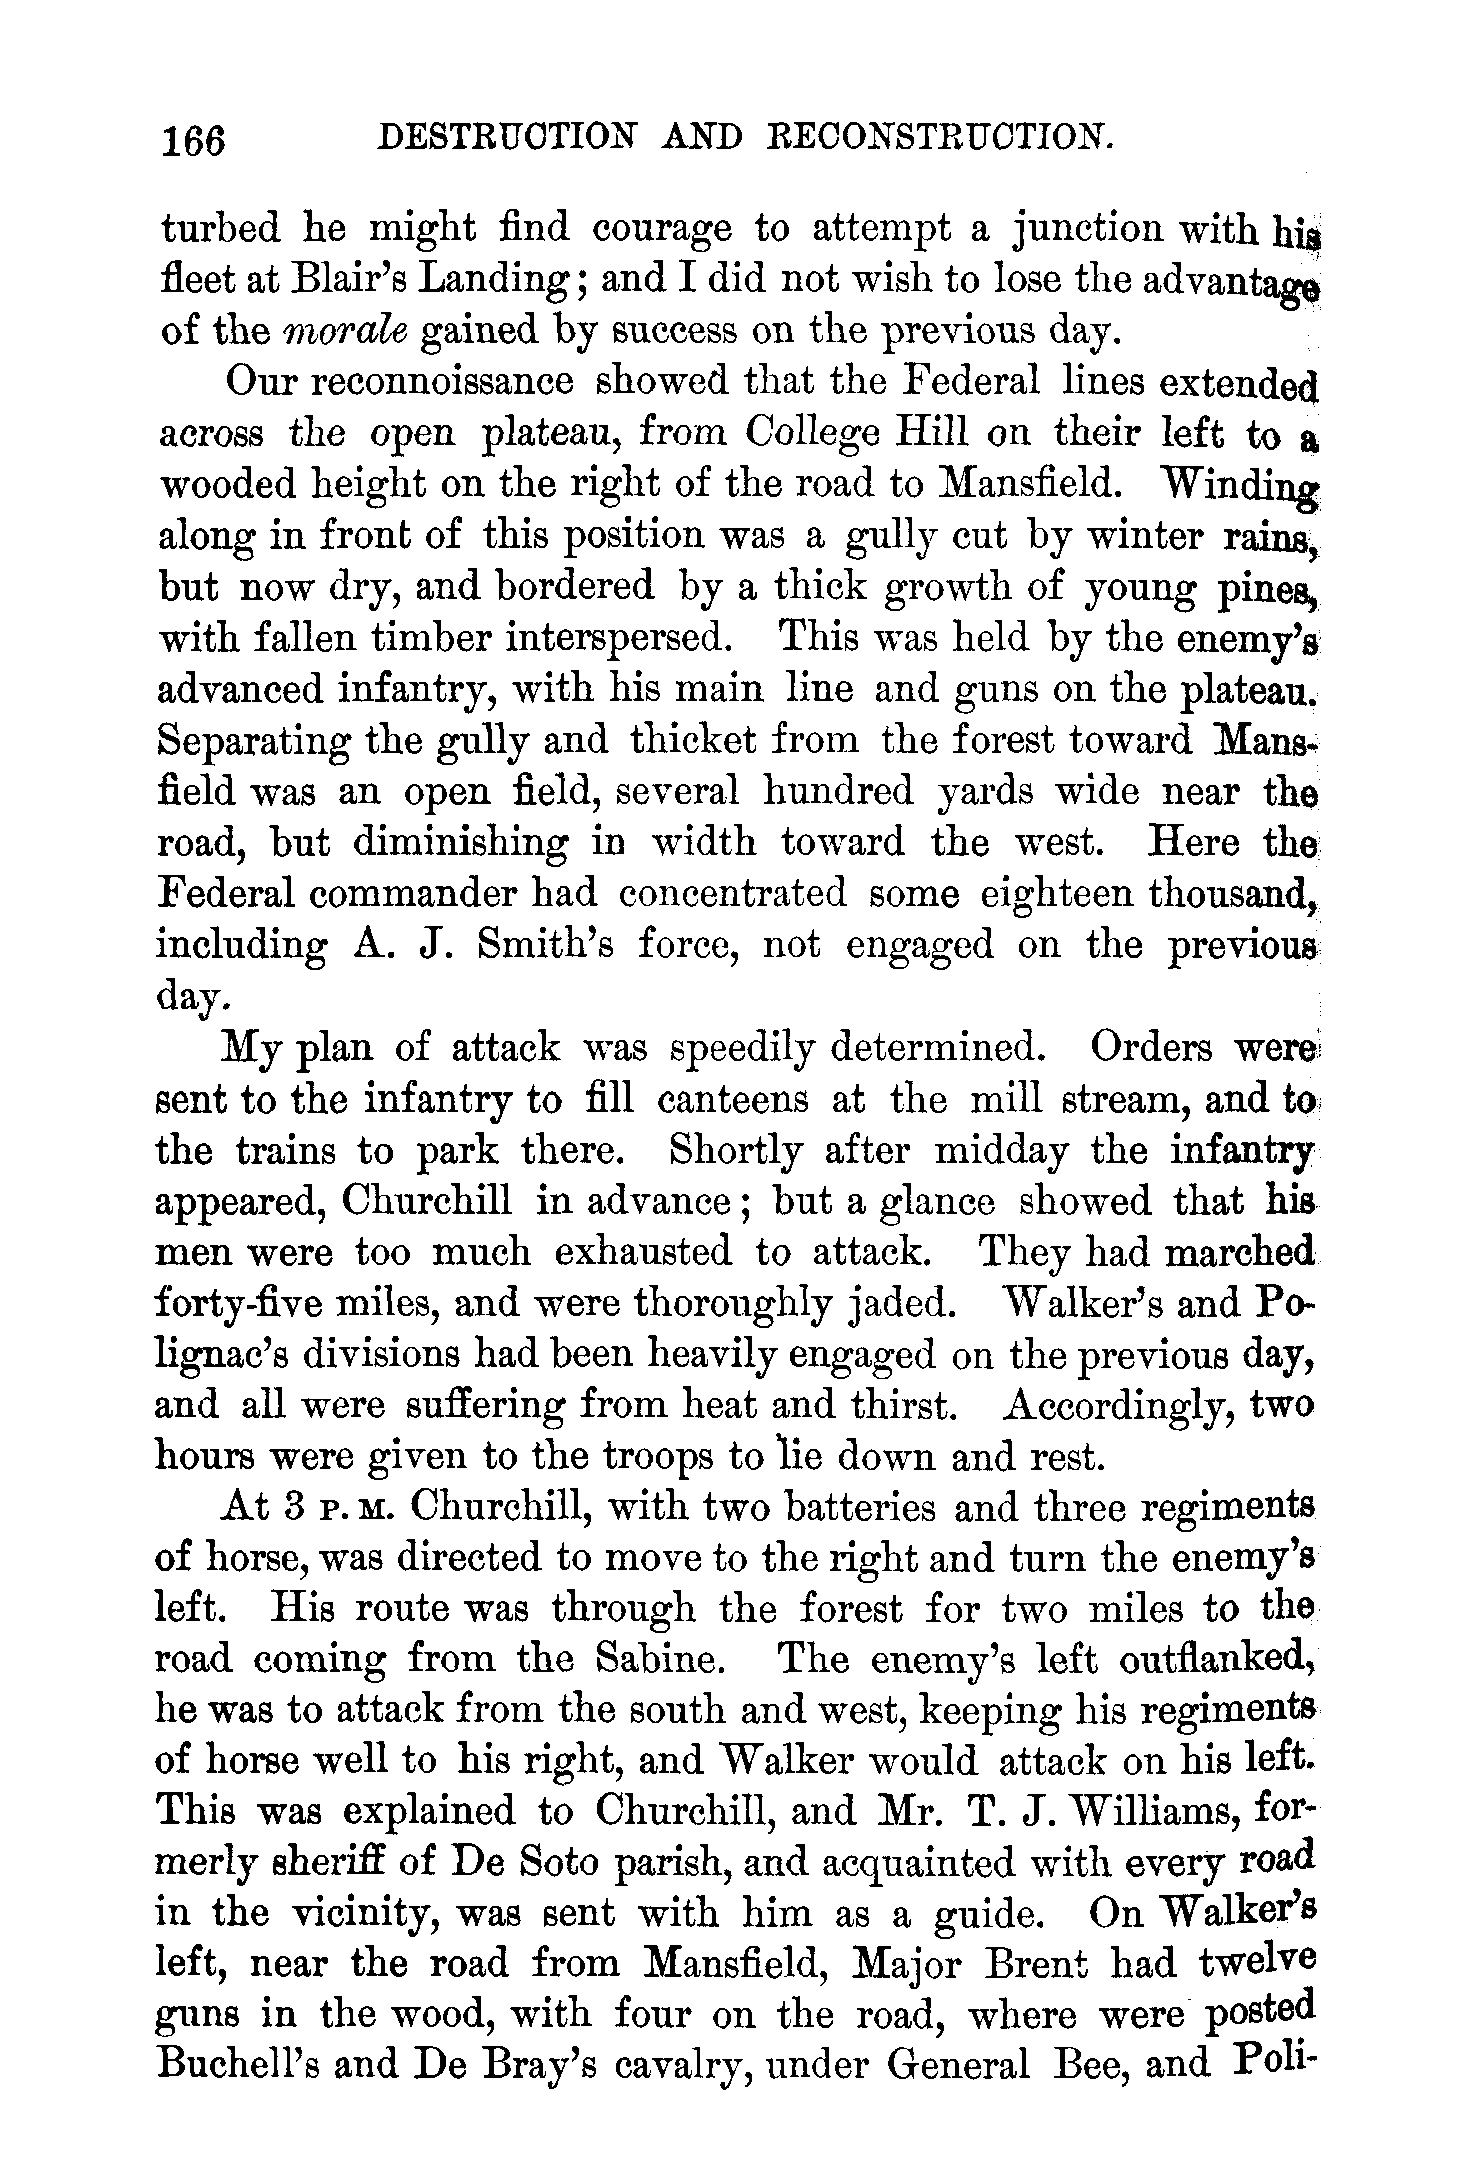 166 DESTRUCTION AND RECONSTRUCTION.
turbed he might find courage to attempt a junction with his
fleet at Blair's Landing; and I did not wish to lose the advantage
of the morale gained by success on the previous day.
Our reconnoissance showed that the Federal lines extended
across the open plateau, from College Hill on their left to a
wooded height on the right of the road to Mansfield. Winding
along in front of this position was a gully cut by winter rains,
but now dry, and bordered by a thick growth of young pines,
with fallen timber interspersed. This was held by the enemy's
advanced infantry, with his main line and guns on the plateau.
Separating the gully and thicket from the forest toward Mans-
field was an open field, several hundred yards wide near the
road, but diminishing in width toward the west. Here the
Federal commander had concentrated some eighteen thousand,
including A. J. Smith's force, not engaged on the previous
day.
My plan of attack was speedily determined. Orders were
sent to the infantry to fill canteens at the mill stream, and to
the trains to park there. Shortly after midday the infantry
appeared, Churchill in advance; but a glance showed that his
men were too much exhausted to attack. They had marched
forty-five miles, and were thoroughly jaded. Walker's and Po-
lignac's divisions had been heavily engaged on the previous day,
and all were suffering from heat and thirst. Accordingly, two
hours were given to the troops to lie down and rest.
At 3 P. M. Churchill, with two batteries and three regiments
of horse, was directed to move to the right and turn the enemy's
left. His route was through the forest for two miles to the
road coming from the Sabine. The enemy's left outflanked,
he was to attack from the south and west, keeping his regiments
of horse well to his right, and Walker would attack on his left.
This was explained to Churchill, and Mr. T. J. Williams, for-
merly sheriff of De Soto parish, and acquainted with every road
in the vicinity, was sent with him as a guide. On Walker's
left, near the road from Mansfield, Major Brent had twelve
guns in the wood, with four on the road, where were posted
Buchell's and De Bray's cavalry, under General Bee, and Poli-